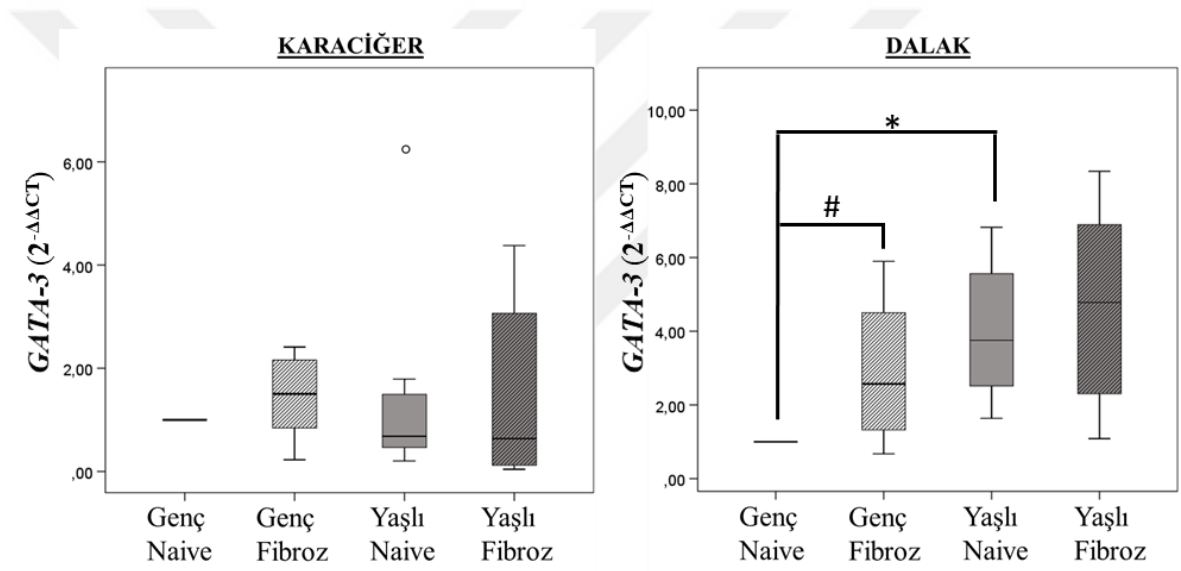 KARACİĞER
GATA-3 (2^-ΔΔCT)
6,00
4,00
2,00
,00
Genç Naive
Genç Fibroz
Yaşlı Naive
Yaşlı Fibroz
DALAK
GATA-3 (2^-ΔΔCT)
10,00
8,00
6,00
4,00
2,00
,00
*
#
Genç Naive
Genç Fibroz
Yaşlı Naive
Yaşlı Fibroz